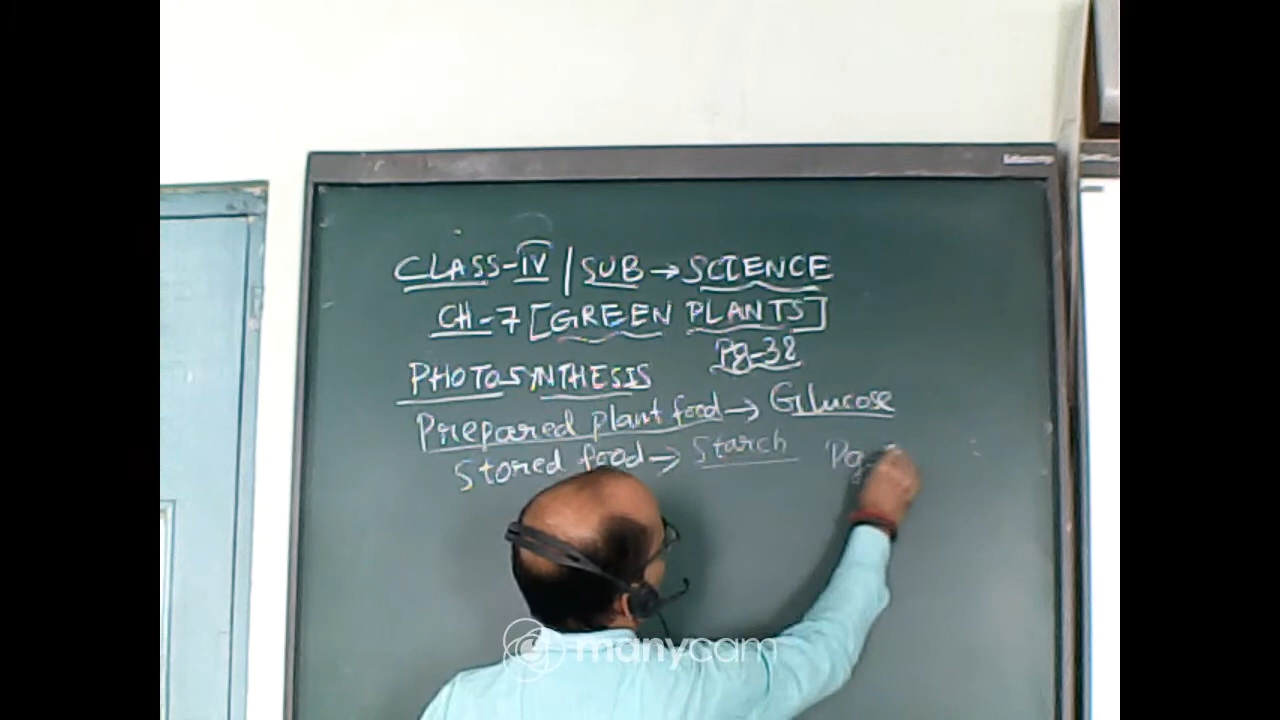 CLASS-IV | SUB → SCIENCE
CH-7 [GREEN PLANTS]
Pg-38
PHOTOSYNTHESIS
Prepared plant food → Glucose
Stored food → Starch Pg-
manycam